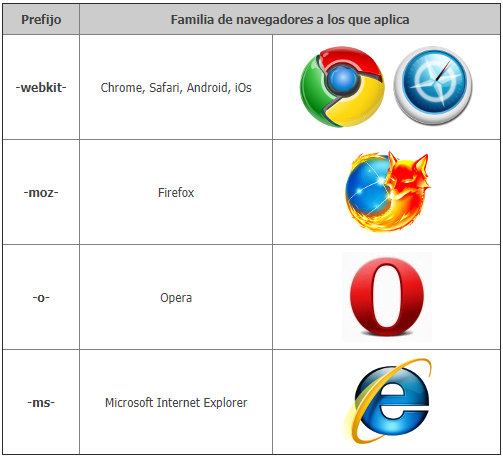 Prefijo Familia de navegadores a los que aplica
-webkit- Chrome, Safari, Android, iOs
-moz- Firefox
-o- Opera
-ms- Microsoft Internet Explorer